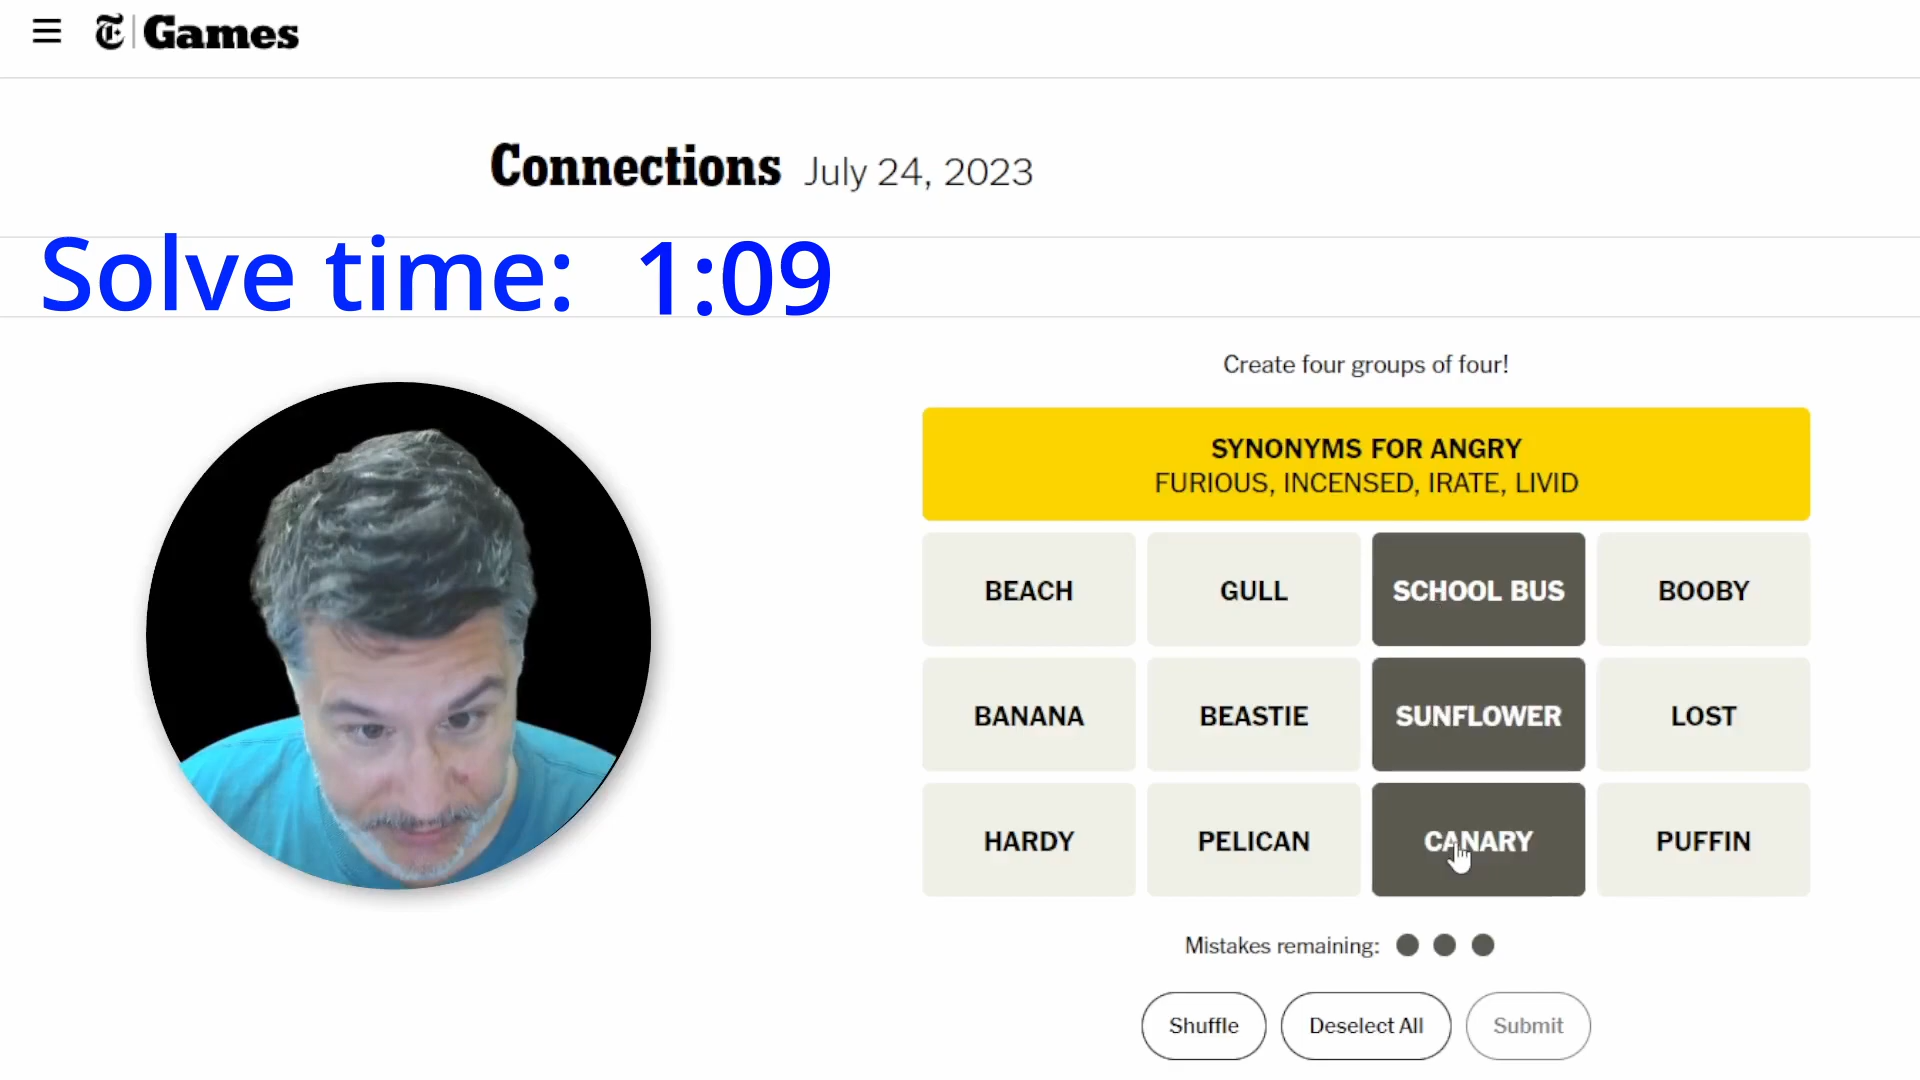 T Games
Connections July 24, 2023
Solve time: 1:09
Create four groups of four!
SYNONYMS FOR ANGRY
FURIOUS, INCENSED, IRATE, LIVID
BEACH GULL SCHOOL BUS BOOBY
BANANA BEASTIE SUNFLOWER LOST
HARDY PELICAN CANARY PUFFIN
Mistakes remaining:
Shuffle Deselect All Submit